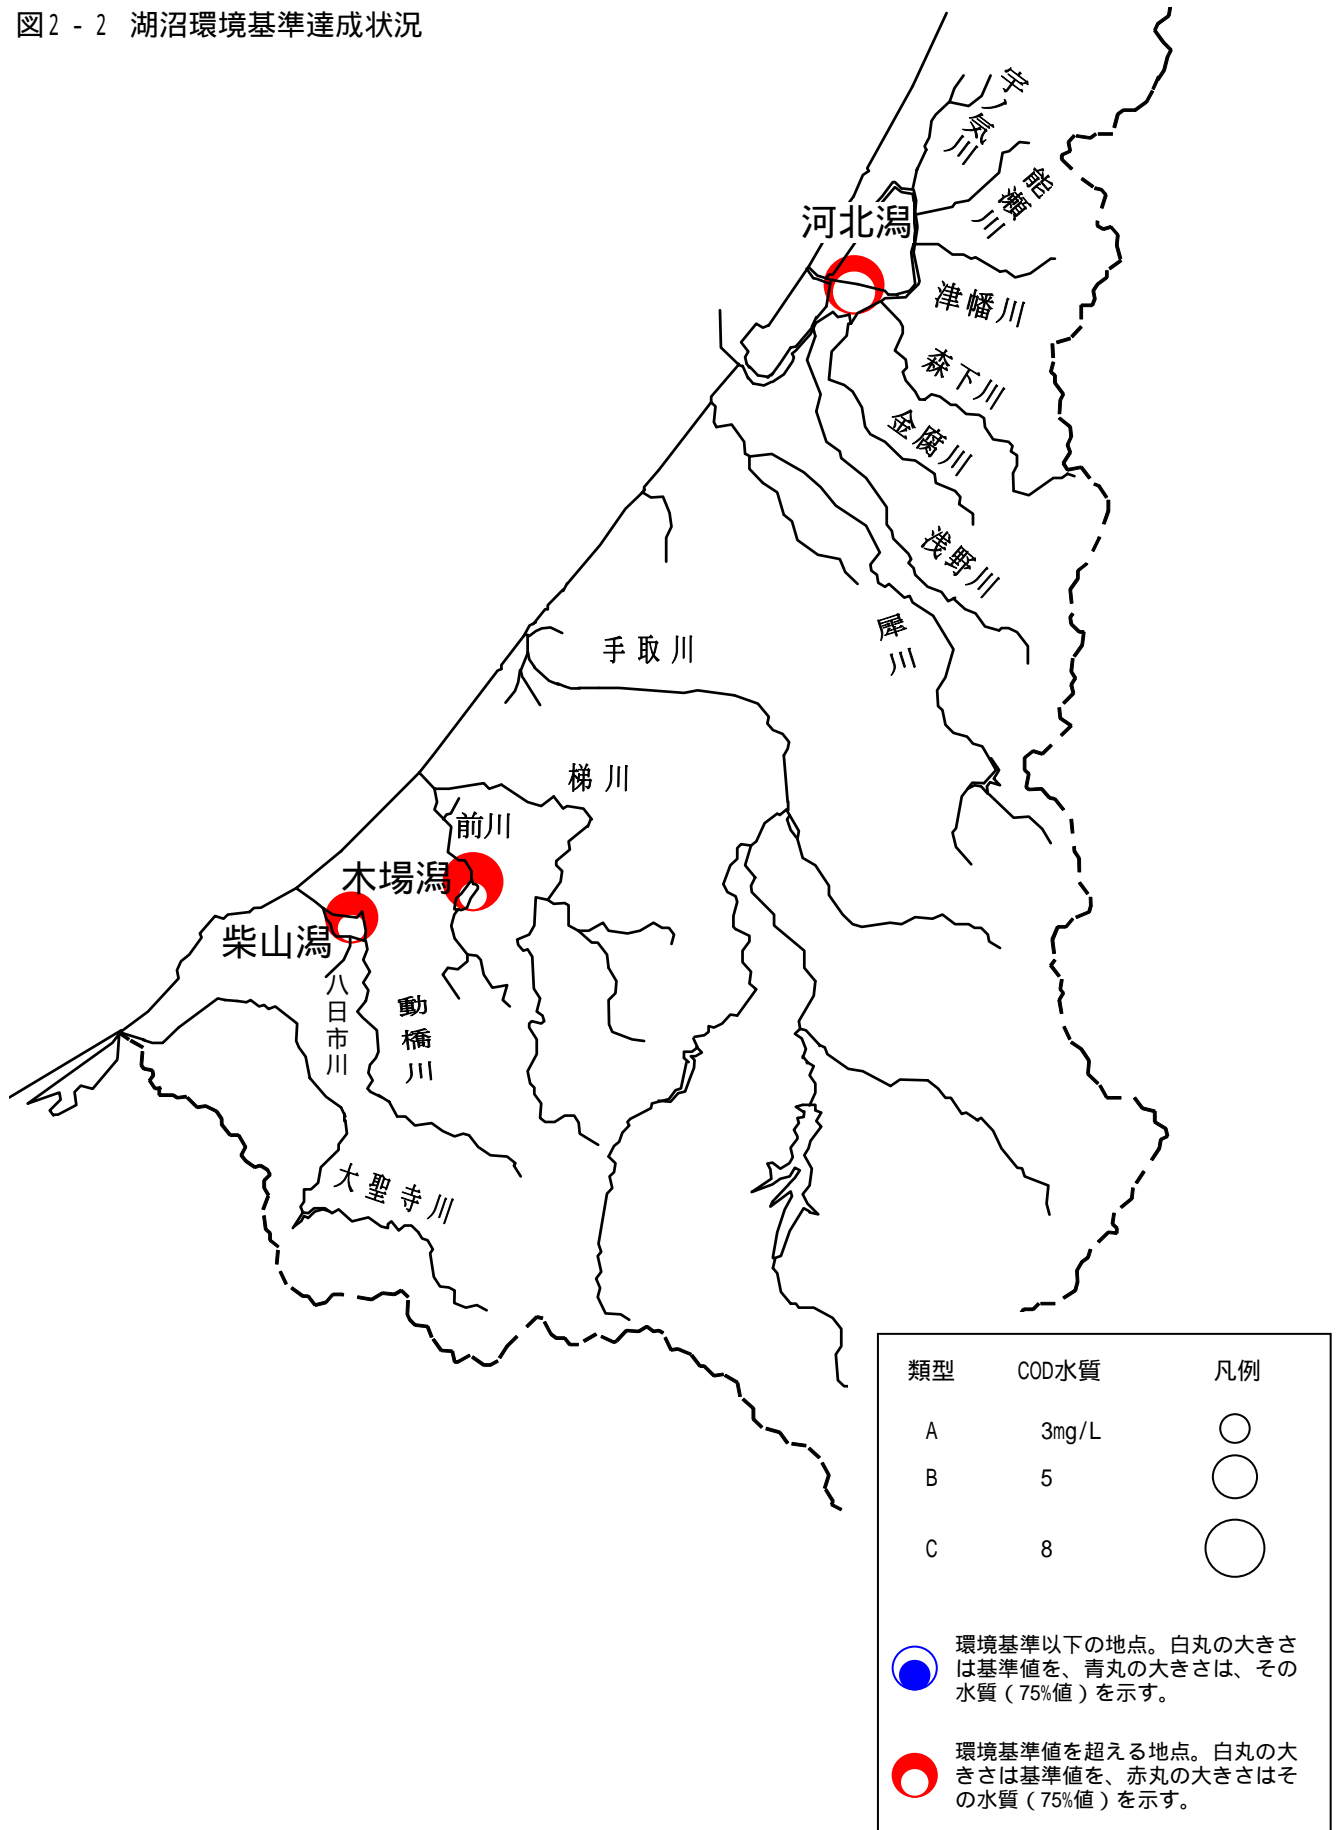 図2 - 2 湖沼環境基準達成状況
宇ノ気川
能瀬川
河北潟
津幡川
森下川
金腐川
浅野川
犀川
手取川
梯川
前川
木場潟
柴山潟
八日市川
動橋川
大聖寺川
類型 COD水質 凡例
A 3mg/L
B 5
C 8
環境基準以下の地点。白丸の大きさ
は基準値を、青丸の大きさは、その
水質（75%値）を示す。
環境基準値を超える地点。白丸の大
きさは基準値を、赤丸の大きさはそ
の水質（75%値）を示す。